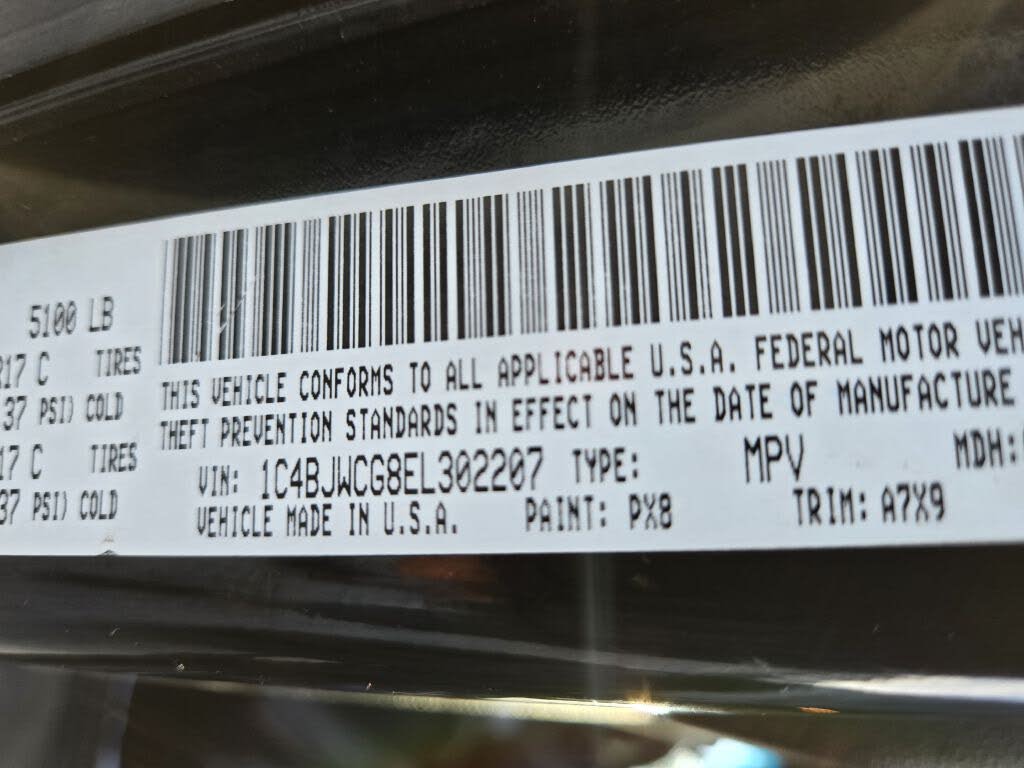 5100 LB
R17 C TIRES
37 PSI) COLD
17 C TIRES
37 PSI) COLD
THIS VEHICLE CONFORMS TO ALL APPLICABLE U.S.A. FEDERAL MOTOR VEH
THEFT PREVENTION STANDARDS IN EFFECT ON THE DATE OF MANUFACTURE
VIN: 1C4BJWCG8EL302207 TYPE: MPV MDH:
VEHICLE MADE IN U.S.A. PAINT: PX8 TRIM: A7X9